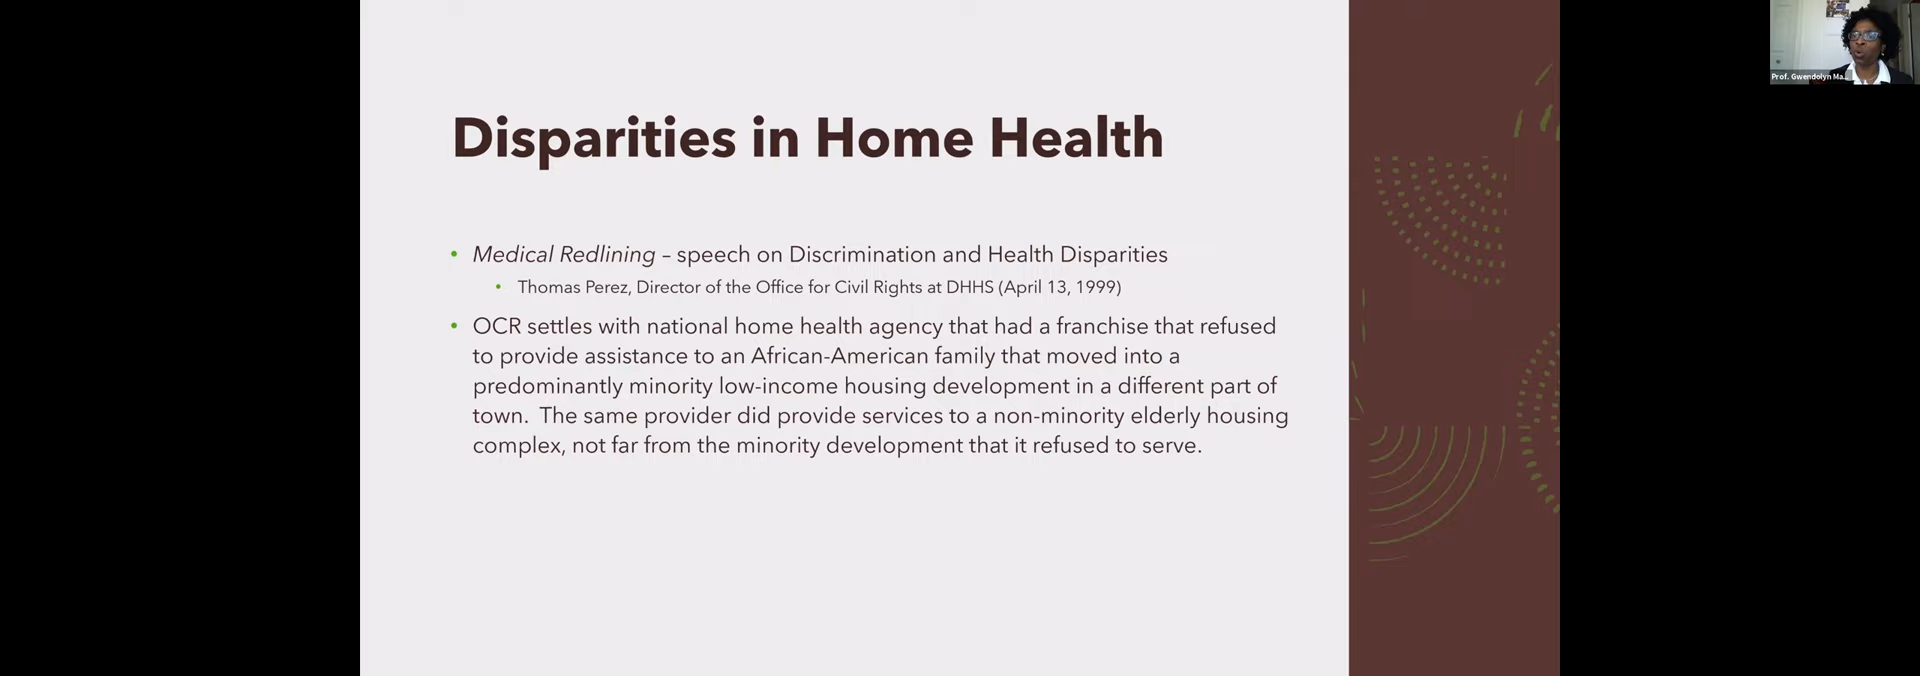 Disparities in Home Health
• Medical Redlining – speech on Discrimination and Health Disparities
• Thomas Perez, Director of the Office for Civil Rights at DHHS (April 13, 1999)
• OCR settles with national home health agency that had a franchise that refused
to provide assistance to an African-American family that moved into a
predominantly minority low-income housing development in a different part of
town.  The same provider did provide services to a non-minority elderly housing
complex, not far from the minority development that it refused to serve.
Prof. Gwendolyn Ma...